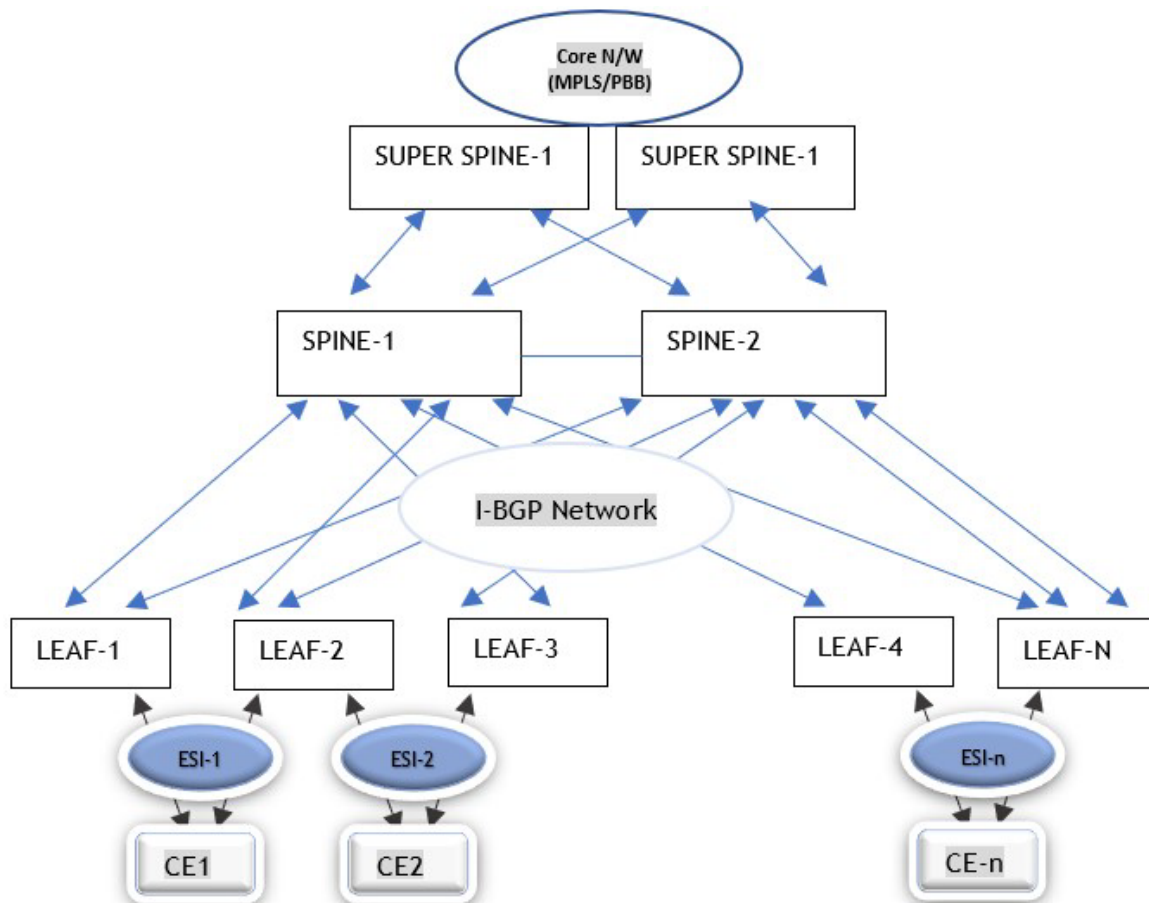 Core N/W
(MPLS/PBB)
SUPER SPINE-1
SUPER SPINE-1
SPINE-1
SPINE-2
I-BGP Network
LEAF-1
LEAF-2
LEAF-3
LEAF-4
LEAF-N
ESI-1
ESI-2
ESI-n
CE1
CE2
CE-n